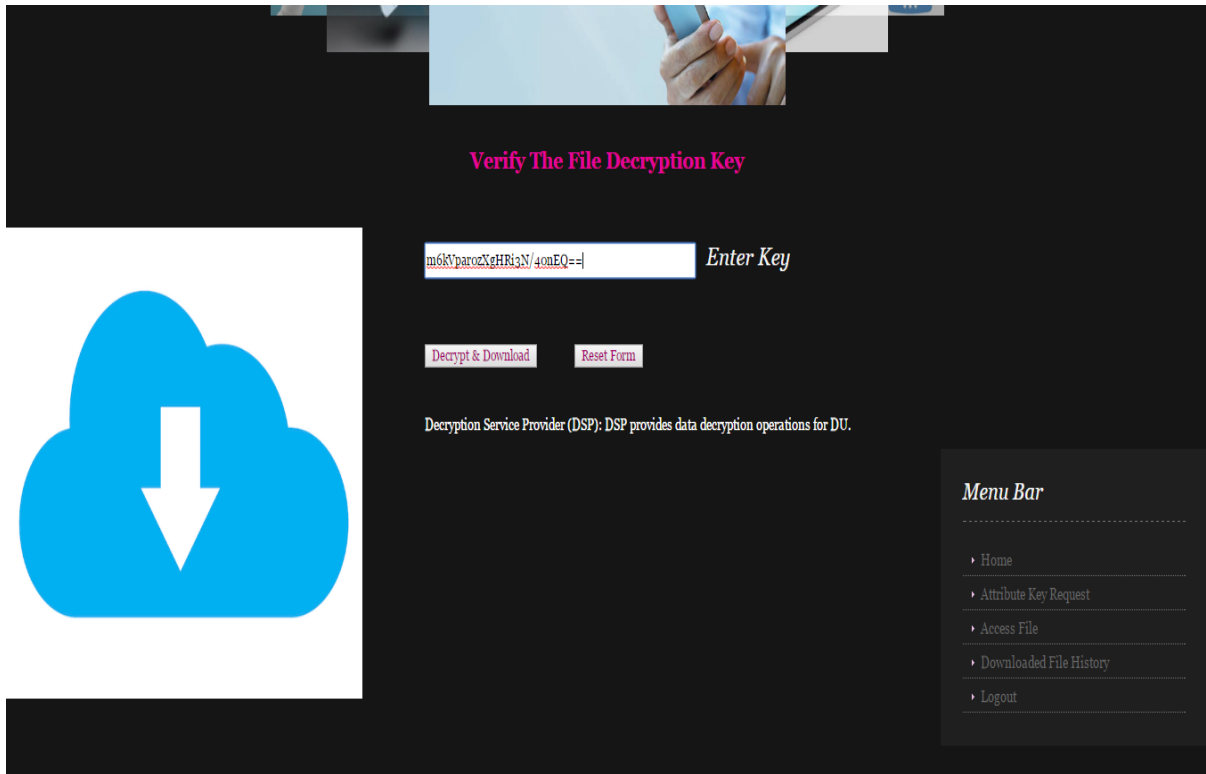 Verify The File Decryption Key
m6kVparozXgHRi3N/4onEQ==
Enter Key
Decrypt & Download
Reset Form
Decryption Service Provider (DSP): DSP provides data decryption operations for DU.
Menu Bar
Home
Attribute Key Request
Access File
Downloaded File History
Logout